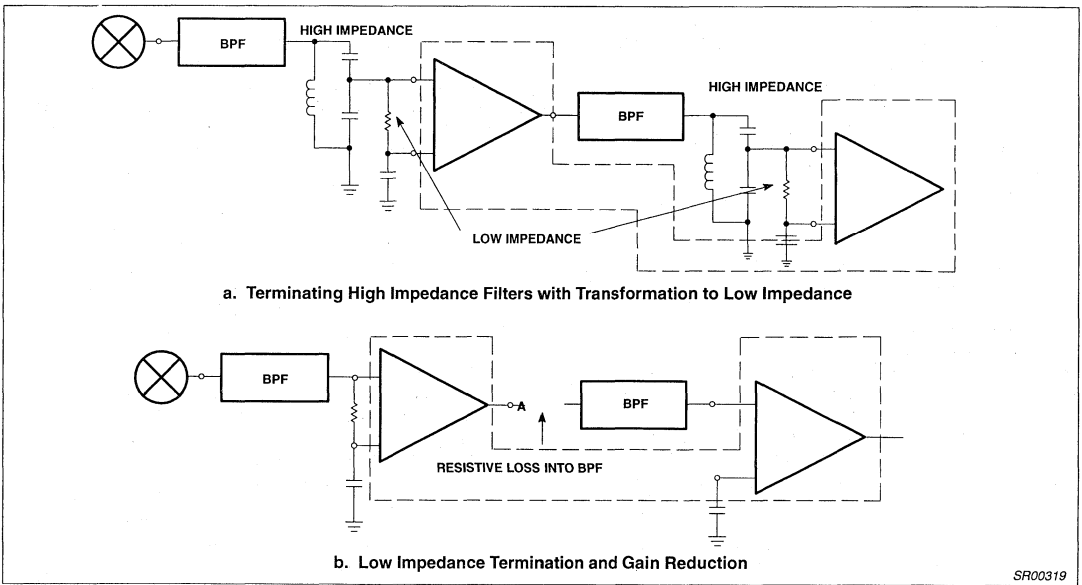 HIGH IMPEDANCE
BPF
HIGH IMPEDANCE
BPF
LOW IMPEDANCE
a. Terminating High Impedance Filters with Transformation to Low Impedance
BPF
A
BPF
RESISTIVE LOSS INTO BPF
b. Low Impedance Termination and Gain Reduction
SR00319